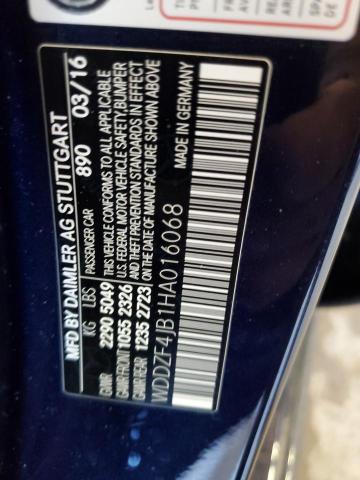 MFD BY DAIMLER AG STUTTGART
890 03/16
KG LBS PASSENGER CAR
GVWR 2290 5049
GAWR FRONT 1055 2326
GAWR REAR 1235 2723
THIS VEHICLE CONFORMS TO ALL APPLICABLE
U.S. FEDERAL MOTOR VEHICLE SAFETY, BUMPER
AND THEFT PREVENTION STANDARDS IN EFFECT
ON THE DATE OF MANUFACTURE SHOWN ABOVE
WDDZF4JB1HA016068
MADE IN GERMANY